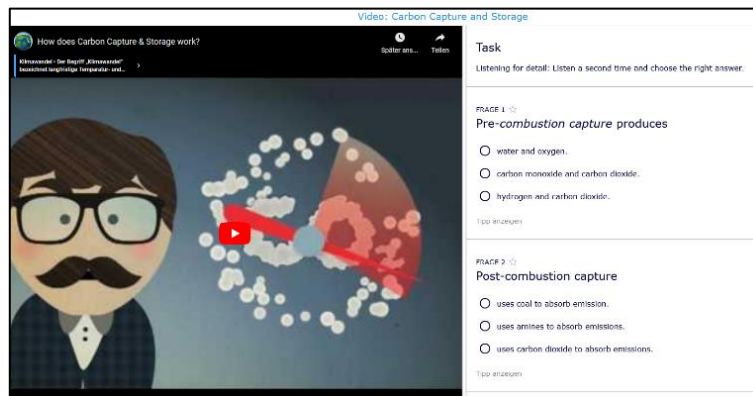 Video: Carbon Capture and Storage
How does Carbon Capture & Storage work?
Später ans...
Teilen
Klimawandel - Der Begriff „Klimawandel“
bezeichnet langfristige Temperatur- und...
Task
Listening for detail: Listen a second time and choose the right answer.
FRAGE 1
Pre-combustion capture produces
water and oxygen.
carbon monoxide and carbon dioxide.
hydrogen and carbon dioxide.
Tipp anzeigen
FRAGE 2
Post-combustion capture
uses coal to absorb emission.
uses amines to absorb emissions.
uses carbon dioxide to absorb emissions.
Tipp anzeigen